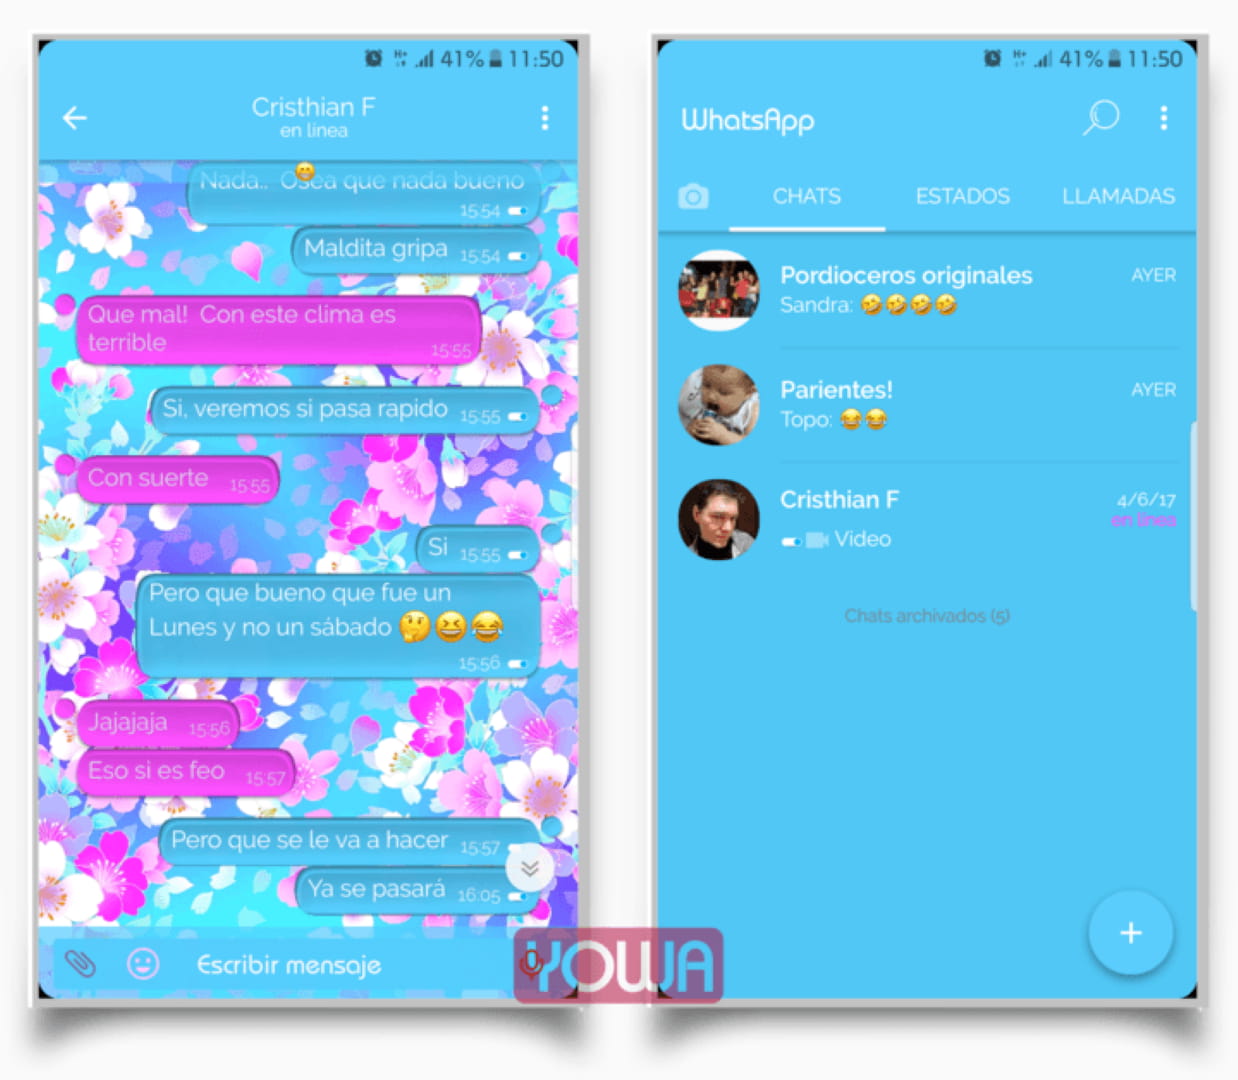 41% 11:50
Cristhian F
en linea
Nada.. Osea que nada bueno
15:54
Maldita gripa 15:54
Que mal! Con este clima es
terrible
15:55
Si, veremos si pasa rapido 15:55
Con suerte 15:55
Si 15:55
Pero que bueno que fue un
Lunes y no un sábado 🤔😆😂
15:56
Jajajaja 15:56
Eso si es feo 15:57
Pero que se le va a hacer 15:57
Ya se pasará 16:05
Escribir mensaje
YOWA
H+ 41% 11:50
WhatsApp
CHATS ESTADOS LLAMADAS
Pordioceros originales AYER
Sandra: 🤣🤣🤣🤣
Parientes! AYER
Topo: 😂😂
Cristhian F 4/6/17
en linea
Video
Chats archivados (5)